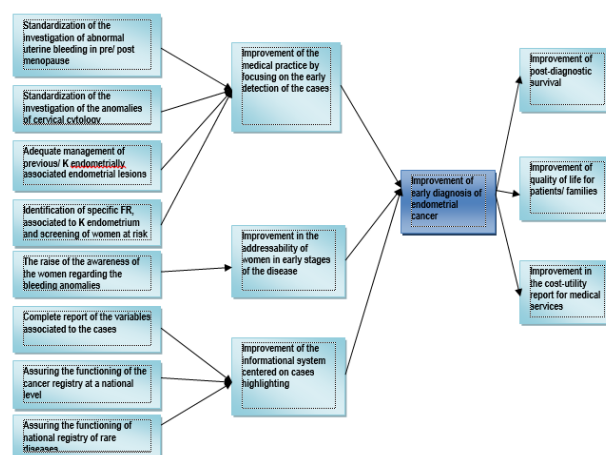 Standardization of the
investigation of abnormal
uterine bleeding in pre/ post
menopause
Standardization of the
investigation of the anomalies
of cervical cytology
Adequate management of
previous/ K endometrially
associated endometrial lesions
Identification of specific FR,
associated to K endometrium
and screening of women at risk
The raise of the awareness of
the women regarding the
bleeding anomalies
Complete report of the variables
associated to the cases
Assuring the functioning of the
cancer registry at a national
level
Assuring the functioning of
national registry of rare
diseases
Improvement of the
medical practice by
focusing on the early
detection of the cases
Improvement in the
addressability of
women in early stages
of the disease
Improvement of the
informational system
centered on cases
highlighting
Improvement of
early diagnosis of
endometrial
cancer
Improvement of
post-diagnostic
survival
Improvement of
quality of life for
patients/ families
Improvement in
the cost-utility
report for medical
services